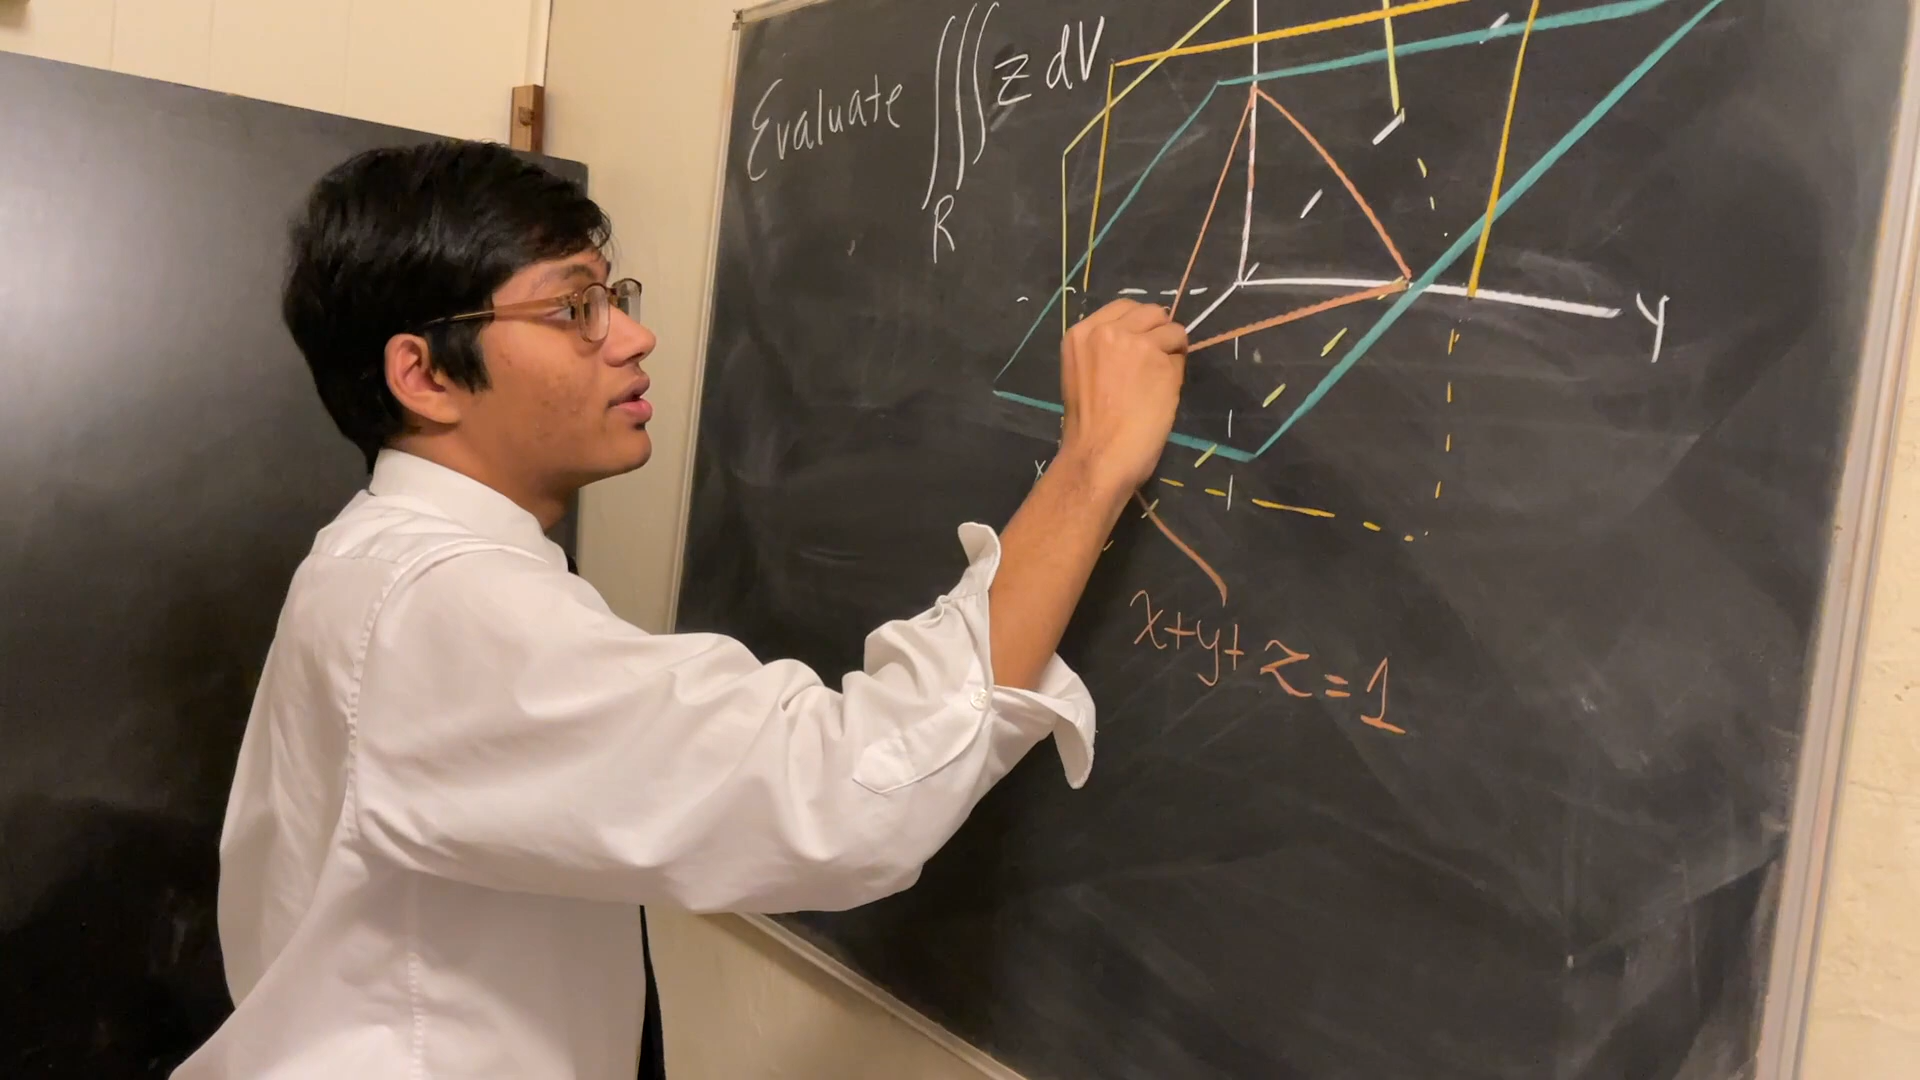 Evaluate ∭ z dV
R
y
x
x+y+z=1